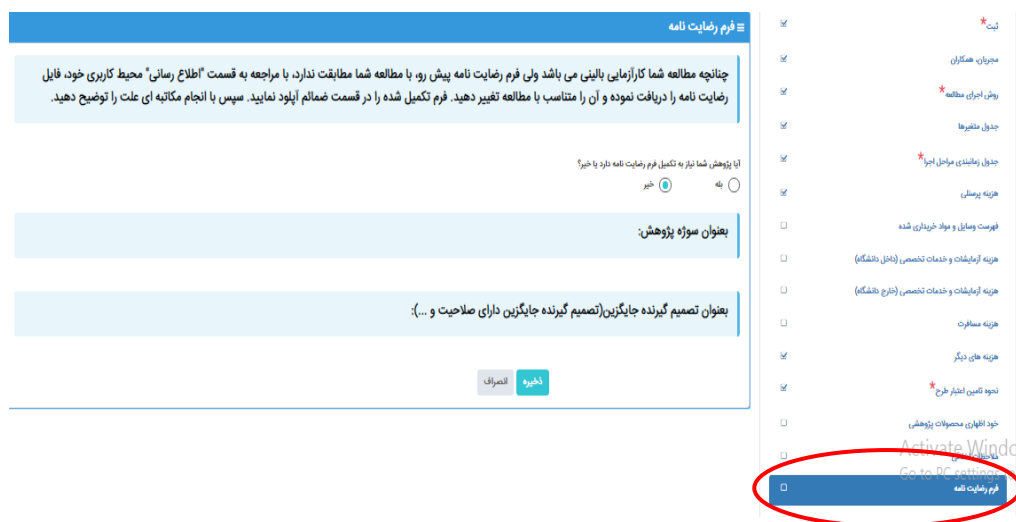 ثبت*
مجریان، همکاران
روش اجرای مطالعه*
جدول متغیرها
جدول زمانبندی مراحل اجرا*
هزینه پرسنلی
فهرست وسایل و مواد خریداری شده
هزینه آزمایشات و خدمات تخصصی (داخل دانشگاه)
هزینه آزمایشات و خدمات تخصصی (خارج دانشگاه)
هزینه مسافرت
هزینه های دیگر
نحوه تامین اعتبار طرح*
خود اظهاری محصولات پژوهشی
ملاحظات
فرم رضایت نامه
Activate Windo
Go to PC settings
فرم رضایت نامه
چنانچه مطالعه شما کارآزمایی بالینی می باشد ولی فرم رضایت نامه پیش رو، با مطالعه شما مطابقت ندارد، با مراجعه به قسمت "اطلاع رسانی" محیط کاربری خود، فایل
رضایت نامه را دریافت نموده و آن را متناسب با مطالعه تغییر دهید. فرم تکمیل شده را در قسمت ضمائم آپلود نمایید. سپس با انجام مکاتبه ای علت را توضیح دهید.
آیا پژوهش شما نیاز به تکمیل فرم رضایت نامه دارد یا خیر؟
بله خیر
بعنوان سوژه پژوهش:
بعنوان تصمیم گیرنده جایگزین(تصمیم گیرنده جایگزین دارای صلاحیت و ...):
ذخیره انصراف